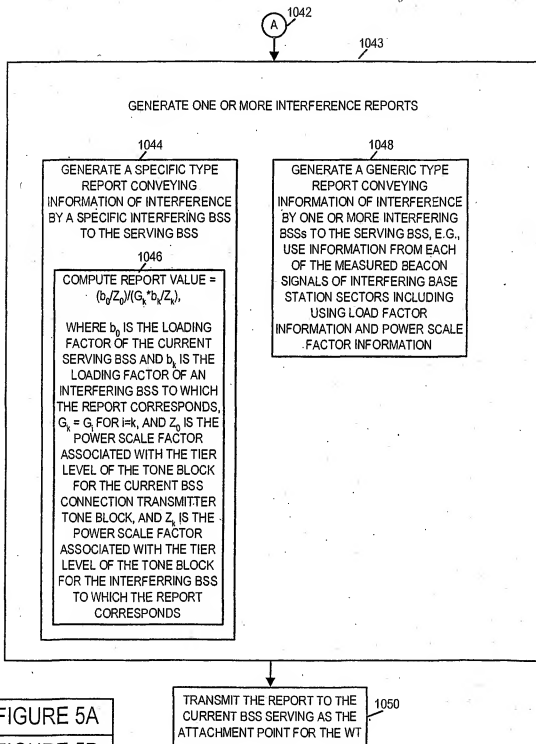 A
1042
1043
GENERATE ONE OR MORE INTERFERENCE REPORTS
1044
GENERATE A SPECIFIC TYPE
REPORT CONVEYING
INFORMATION OF INTERFERENCE
BY A SPECIFIC INTERFERING BSS
TO THE SERVING BSS
1046
COMPUTE REPORT VALUE =
(b₀/Z₀)/(Gₖ*bₖ/Zₖ),
WHERE b₀ IS THE LOADING
FACTOR OF THE CURRENT
SERVING BSS AND bₖ IS THE
LOADING FACTOR OF AN
INTERFERING BSS TO WHICH
THE REPORT CORRESPONDS,
Gₖ = Gᵢ FOR i=k, AND Z₀ IS THE
POWER SCALE FACTOR
ASSOCIATED WITH THE TIER
LEVEL OF THE TONE BLOCK
FOR THE CURRENT BSS
CONNECTION TRANSMITTER
TONE BLOCK, AND Zₖ IS THE
POWER SCALE FACTOR
ASSOCIATED WITH THE TIER
LEVEL OF THE TONE BLOCK
FOR THE INTERFERRING BSS
TO WHICH THE REPORT
CORRESPONDS
1048
GENERATE A GENERIC TYPE
REPORT CONVEYING
INFORMATION OF INTERFERENCE
BY ONE OR MORE INTERFERING
BSSs TO THE SERVING BSS, E.G.,
USE INFORMATION FROM EACH
OF THE MEASURED BEACON
SIGNALS OF INTERFERING BASE
STATION SECTORS INCLUDING
USING LOAD FACTOR
INFORMATION AND POWER SCALE
FACTOR INFORMATION
TRANSMIT THE REPORT TO THE
CURRENT BSS SERVING AS THE
ATTACHMENT POINT FOR THE WT
1050
FIGURE 5A